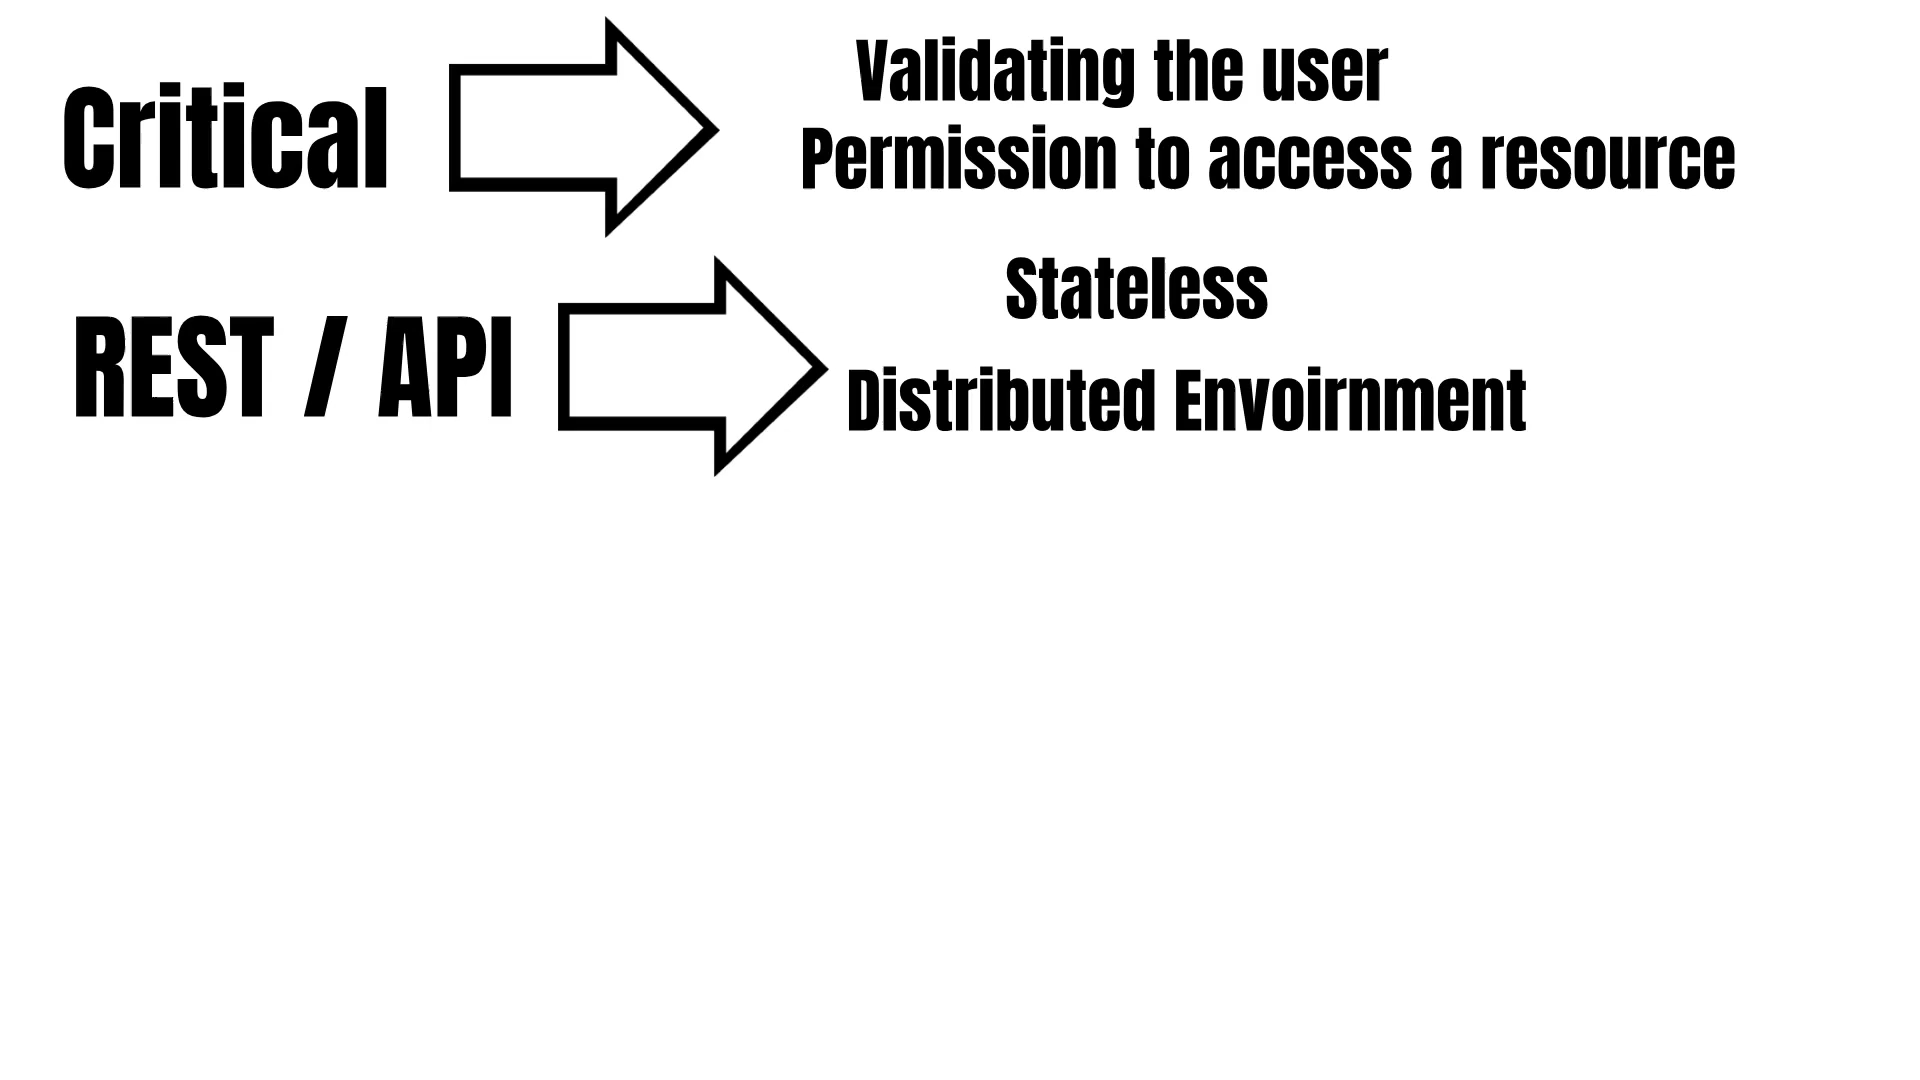 Critical
Validating the user
Permission to access a resource
REST / API
Stateless
Distributed Envoirnment